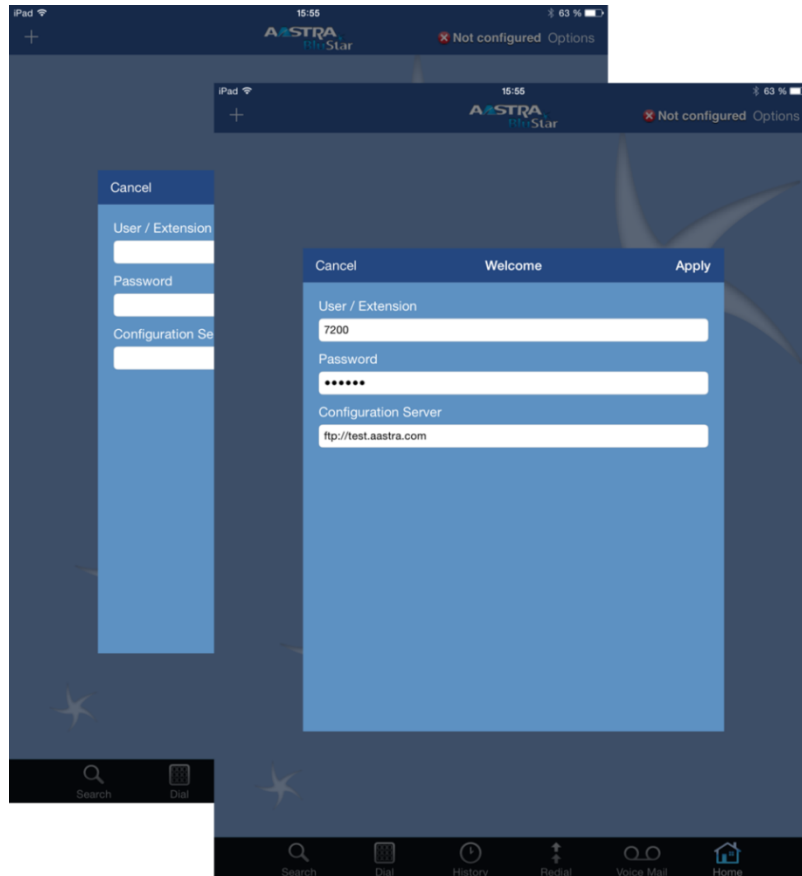 iPad 15:55 63 %
AASTRA
BluStar
Not configured Options
Cancel
User / Extension
Password
Configuration Se
Search Dial
iPad 15:55 63 %
AASTRA
BluStar
Not configured Options
Cancel Welcome Apply
User / Extension
7200
Password
••••••
Configuration Server
ftp://test.aastra.com
Search Dial History Redial Voice Mail Home